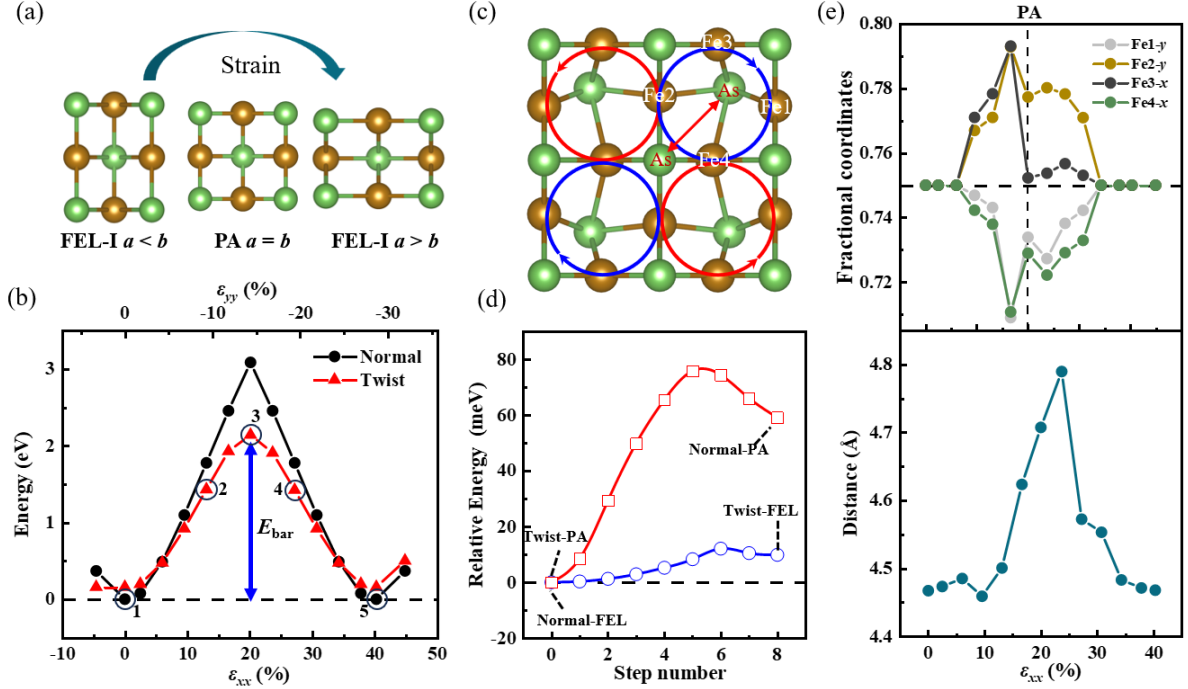 (a)
Strain
FEL-I a < b
PA a = b
FEL-I a > b
(b)
εyy (%)
0 -10 -20 -30
Energy (eV)
3
2
1
0
Normal
Twist
1
2
3
4
5
Ebar
-10 0 10 20 30 40 50
εxx (%)
(c)
Fe3
Fe2
As
Fe1
As
Fe4
(d)
Relative Energy (meV)
80
60
40
20
0
-20
Normal-PA
Twist-PA
Twist-FEL
Normal-FEL
0 2 4 6 8
Step number
(e)
PA
Fractional coordinates
0.80
0.78
0.76
0.74
0.72
Fe1-y
Fe2-y
Fe3-x
Fe4-x
Distance (Å)
4.8
4.7
4.6
4.5
4.4
0 10 20 30 40
εxx (%)